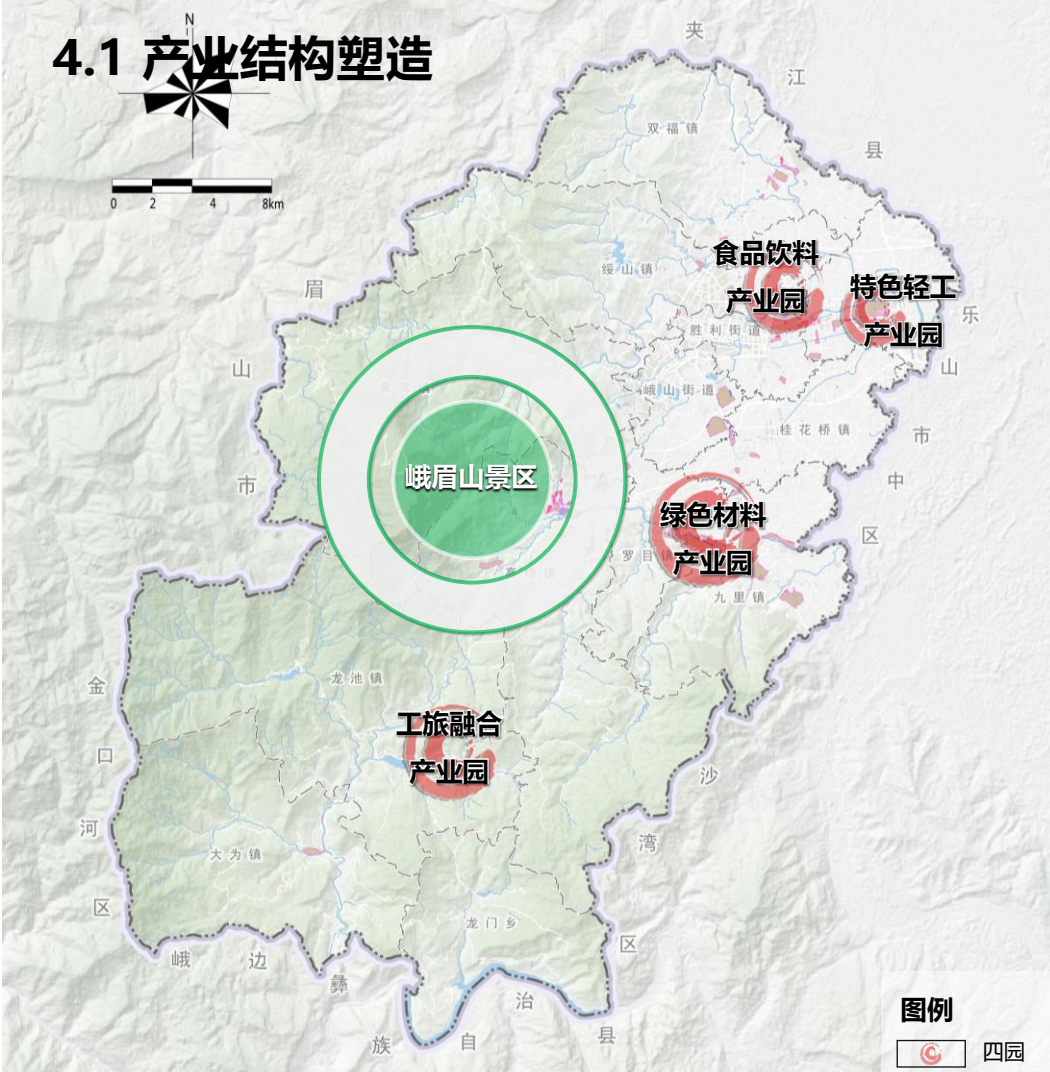 N
4.1 产业结构塑造
0 2 4 8km
夹
江
县
双福镇
食品饮料
产业园
绥山镇
特色轻工
产业园
眉
山
市
乐
山
市
中
区
胜利街道
峨山街道
桂花桥镇
峨眉山景区
绿色材料
产业园
罗目镇
九里镇
龙池镇
工旅融合
产业园
金
口
河
区
沙
湾
区
大为镇
龙门乡
峨
边
彝
族
自
治
县
图例
四园